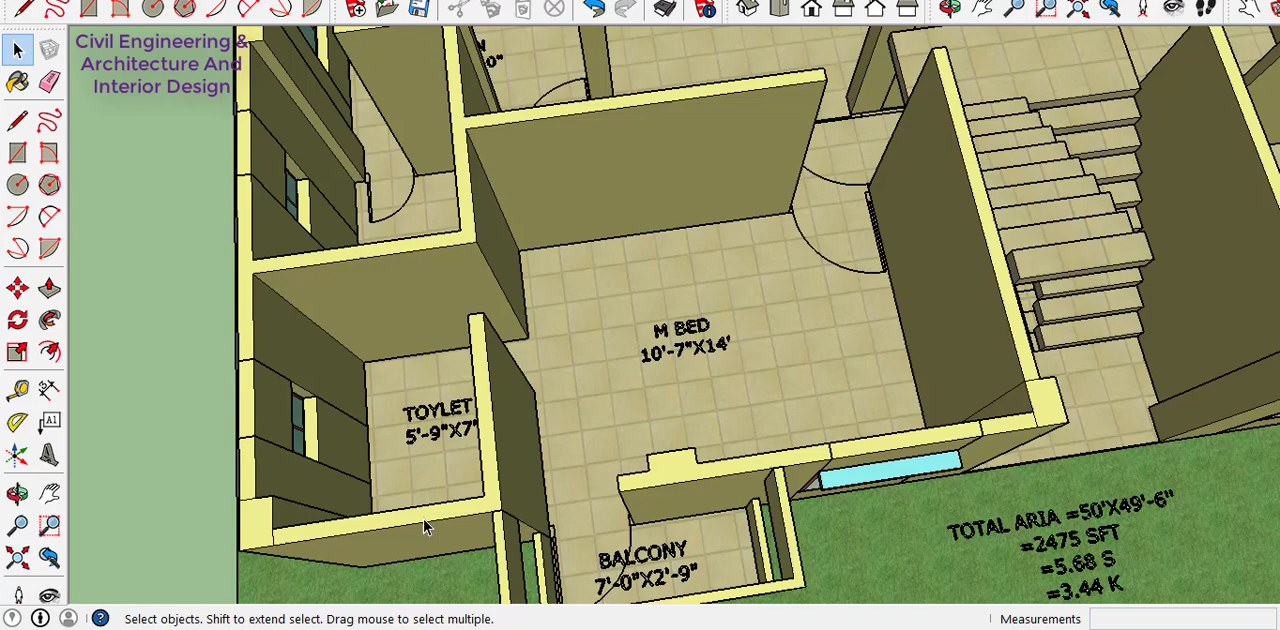 Civil Engineering &
Architecture And
Interior Design
0"
M BED
10'-7"X14'
TOYLET
5'-9"X7'
BALCONY
7'-0"X2'-9"
TOTAL ARIA =50'X49'-6"
=2475 SFT
=5.68 S
=3.44 K
A1
Select objects. Shift to extend select. Drag mouse to select multiple.
Measurements